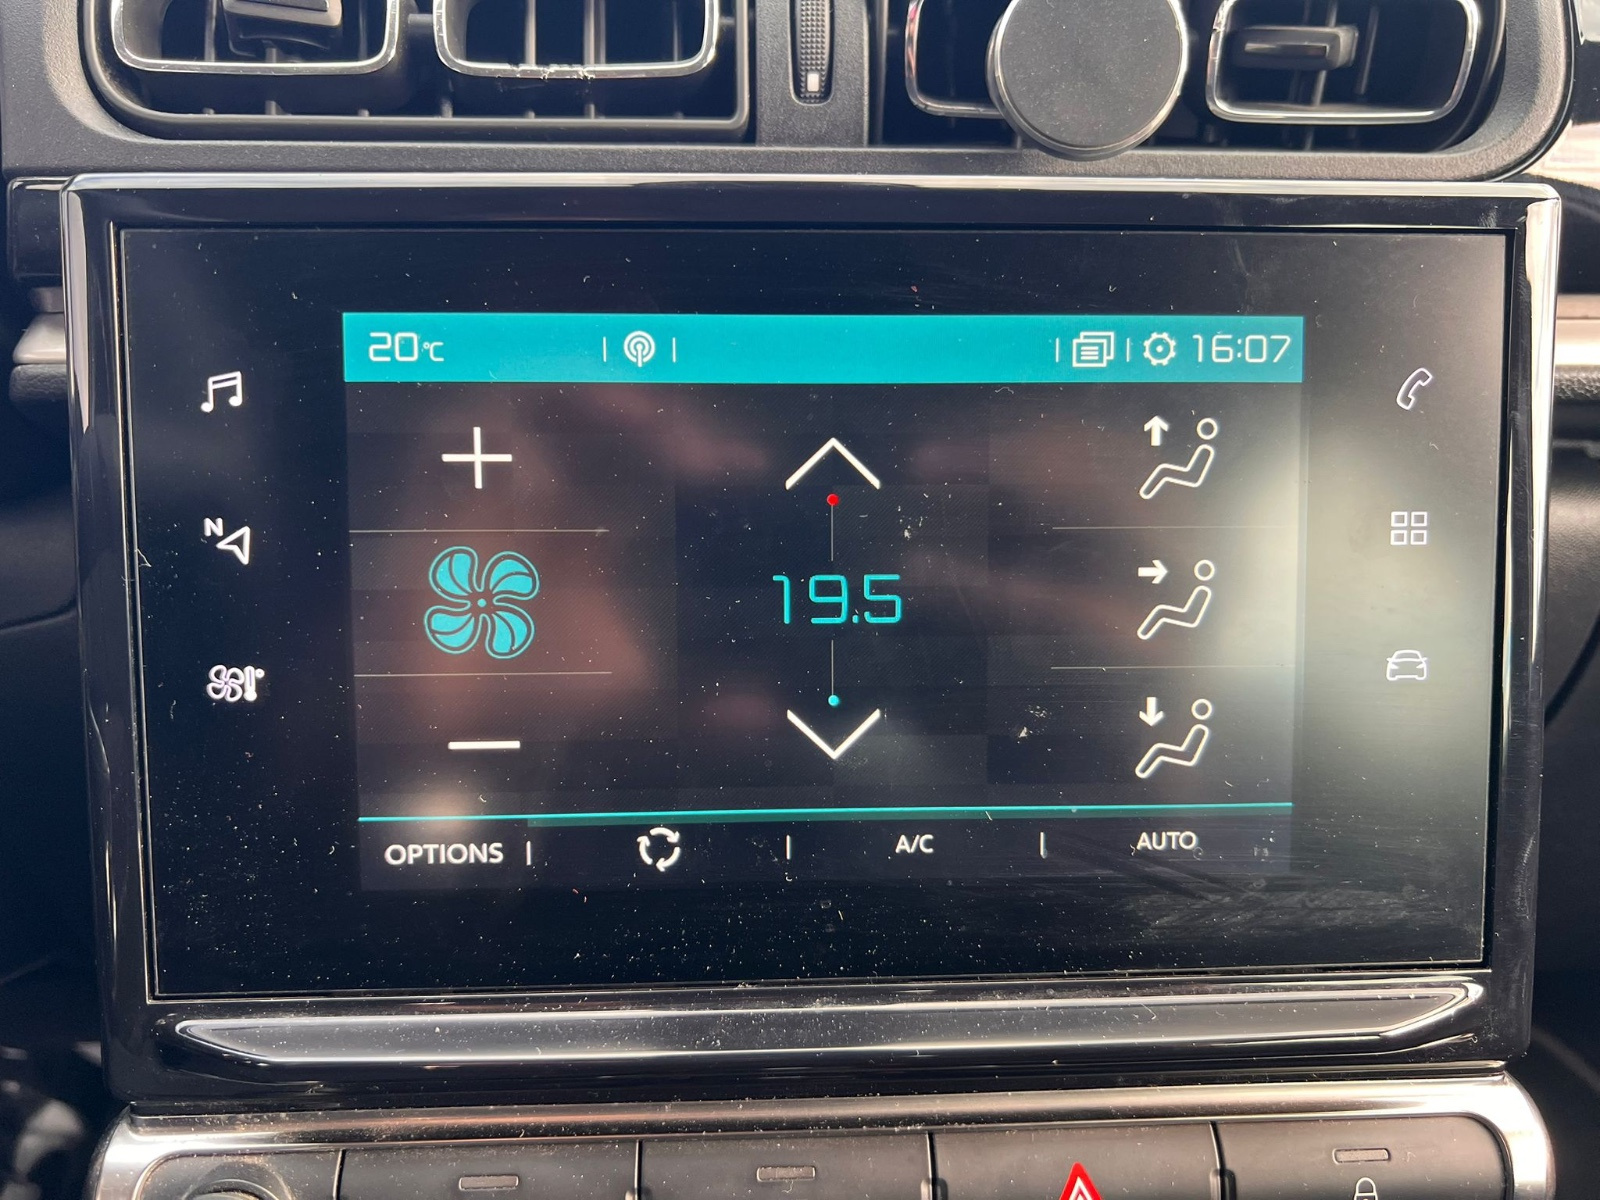 20°C 16:07
N
19.5
OPTIONS A/C AUTO